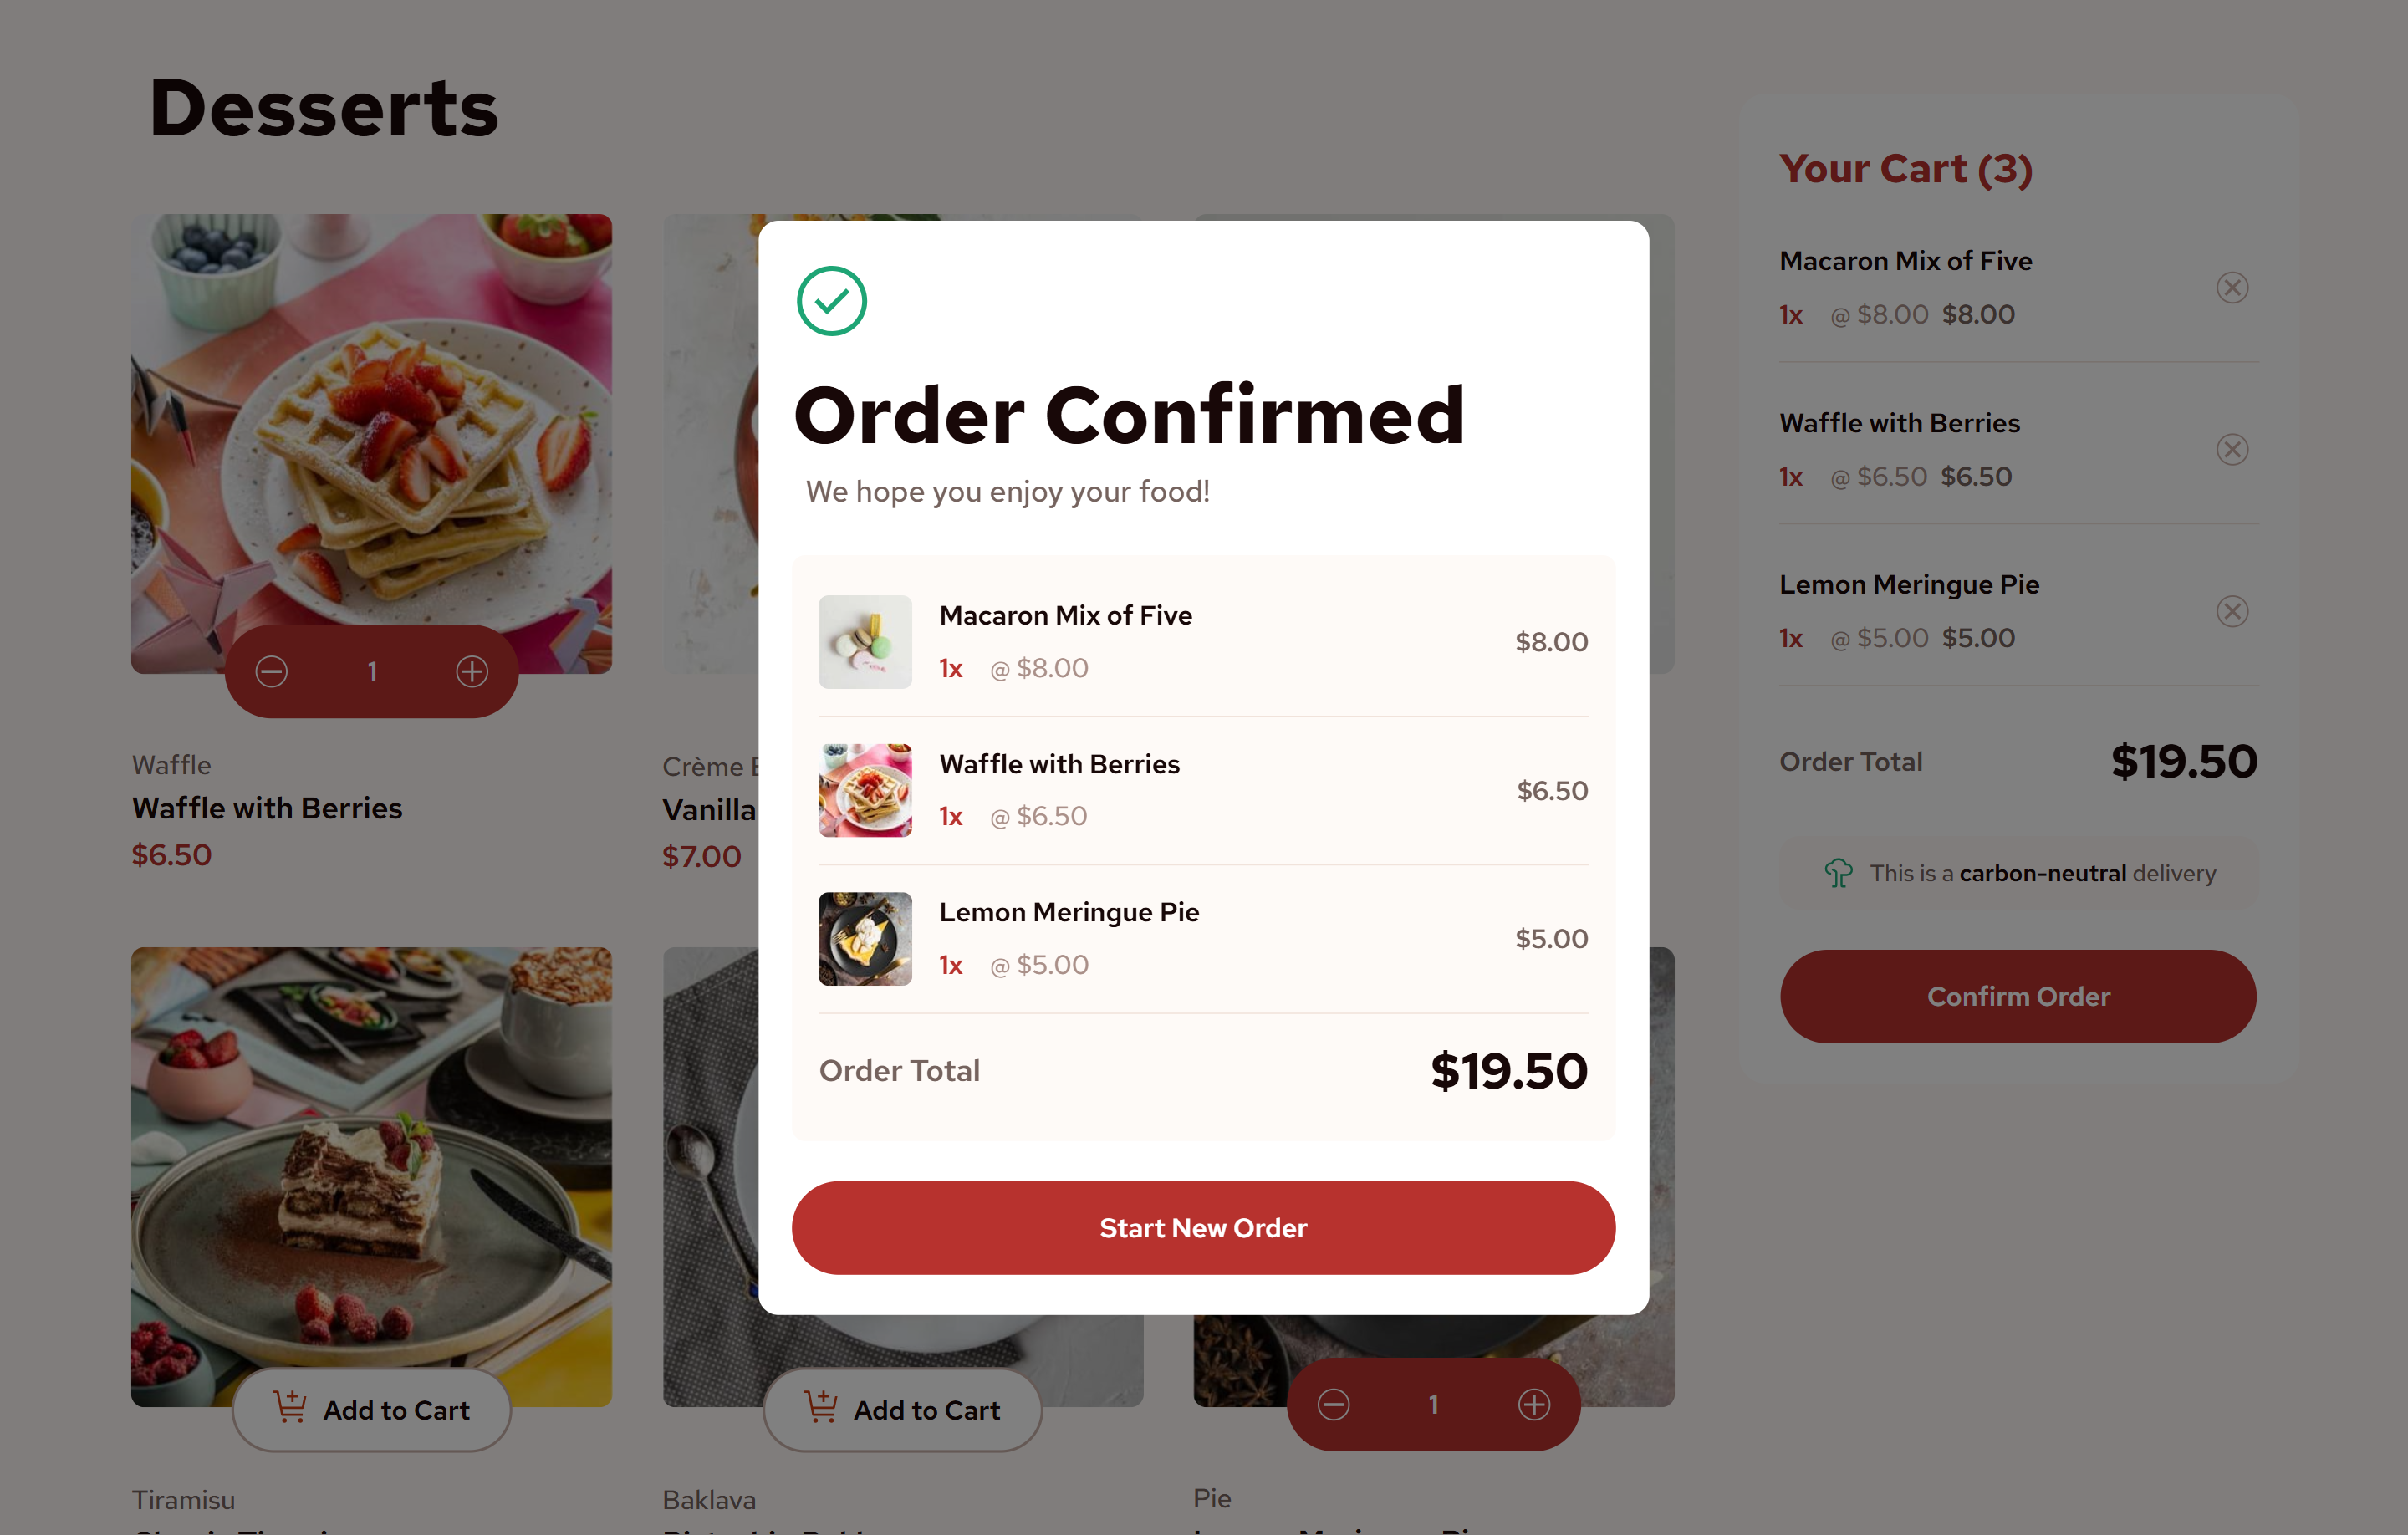 Desserts
Your Cart (3)
Macaron Mix of Five
1x @ $8.00 $8.00
Waffle with Berries
1x @ $6.50 $6.50
Lemon Meringue Pie
1x @ $5.00 $5.00
Order Total $19.50
This is a carbon-neutral delivery
Confirm Order
Order Confirmed
We hope you enjoy your food!
Macaron Mix of Five
1x @ $8.00
$8.00
Waffle with Berries
1x @ $6.50
$6.50
Lemon Meringue Pie
1x @ $5.00
$5.00
Order Total $19.50
Start New Order
1
Waffle
Waffle with Berries
$6.50
Crème
Vanilla
$7.00
Add to Cart
Tiramisu
Add to Cart
Baklava
1
Pie